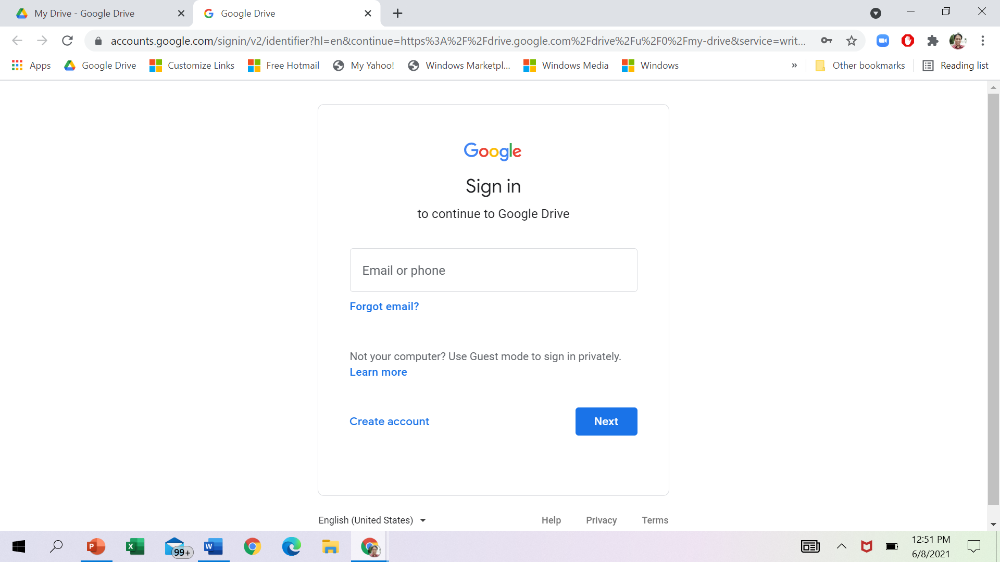 My Drive - Google Drive
Google Drive
accounts.google.com/signin/v2/identifier?hl=en&continue=https%3A%2F%2Fdrive.google.com%2Fdrive%2Fu%2F0%2Fmy-drive&service=writ...
Apps
Google Drive
Customize Links
Free Hotmail
My Yahoo!
Windows Marketpl...
Windows Media
Windows
»
Other bookmarks
Reading list
Google
Sign in
to continue to Google Drive
Email or phone
Forgot email?
Not your computer? Use Guest mode to sign in privately.
Learn more
Create account
Next
English (United States)
Help
Privacy
Terms
99+
12:51 PM
6/8/2021